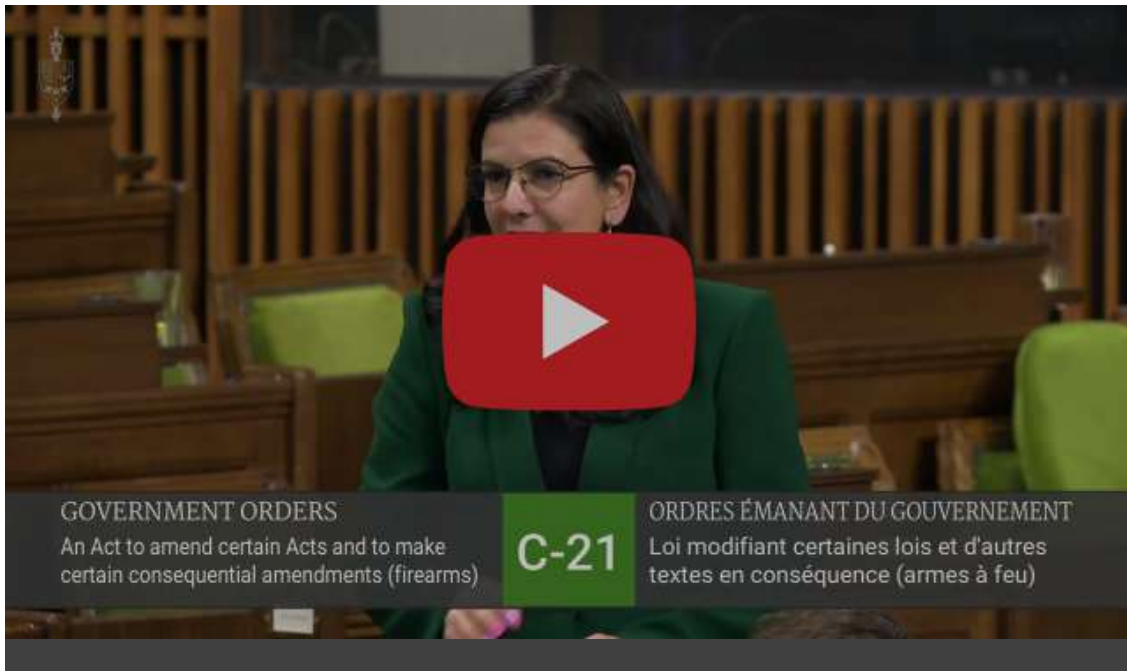 GOVERNMENT ORDERS
An Act to amend certain Acts and to make
certain consequential amendments (firearms)
C-21
ORDRES ÉMANANT DU GOUVERNEMENT
Loi modifiant certaines lois et d'autres
textes en conséquence (armes à feu)